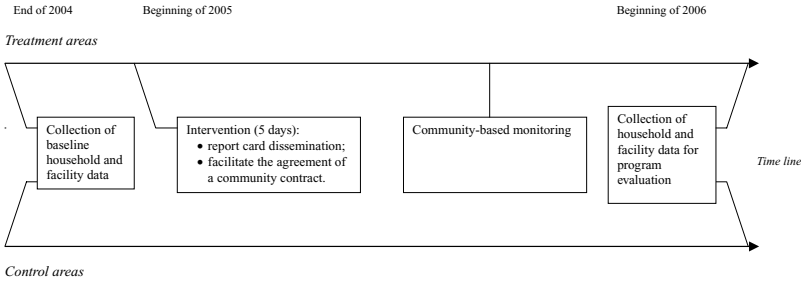 End of 2004
Beginning of 2005
Beginning of 2006
Treatment areas
Collection of
baseline
household and
facility data
Intervention (5 days):
• report card dissemination;
• facilitate the agreement of
a community contract.
Community-based monitoring
Collection of
household and
facility data for
program
evaluation
Time line
Control areas